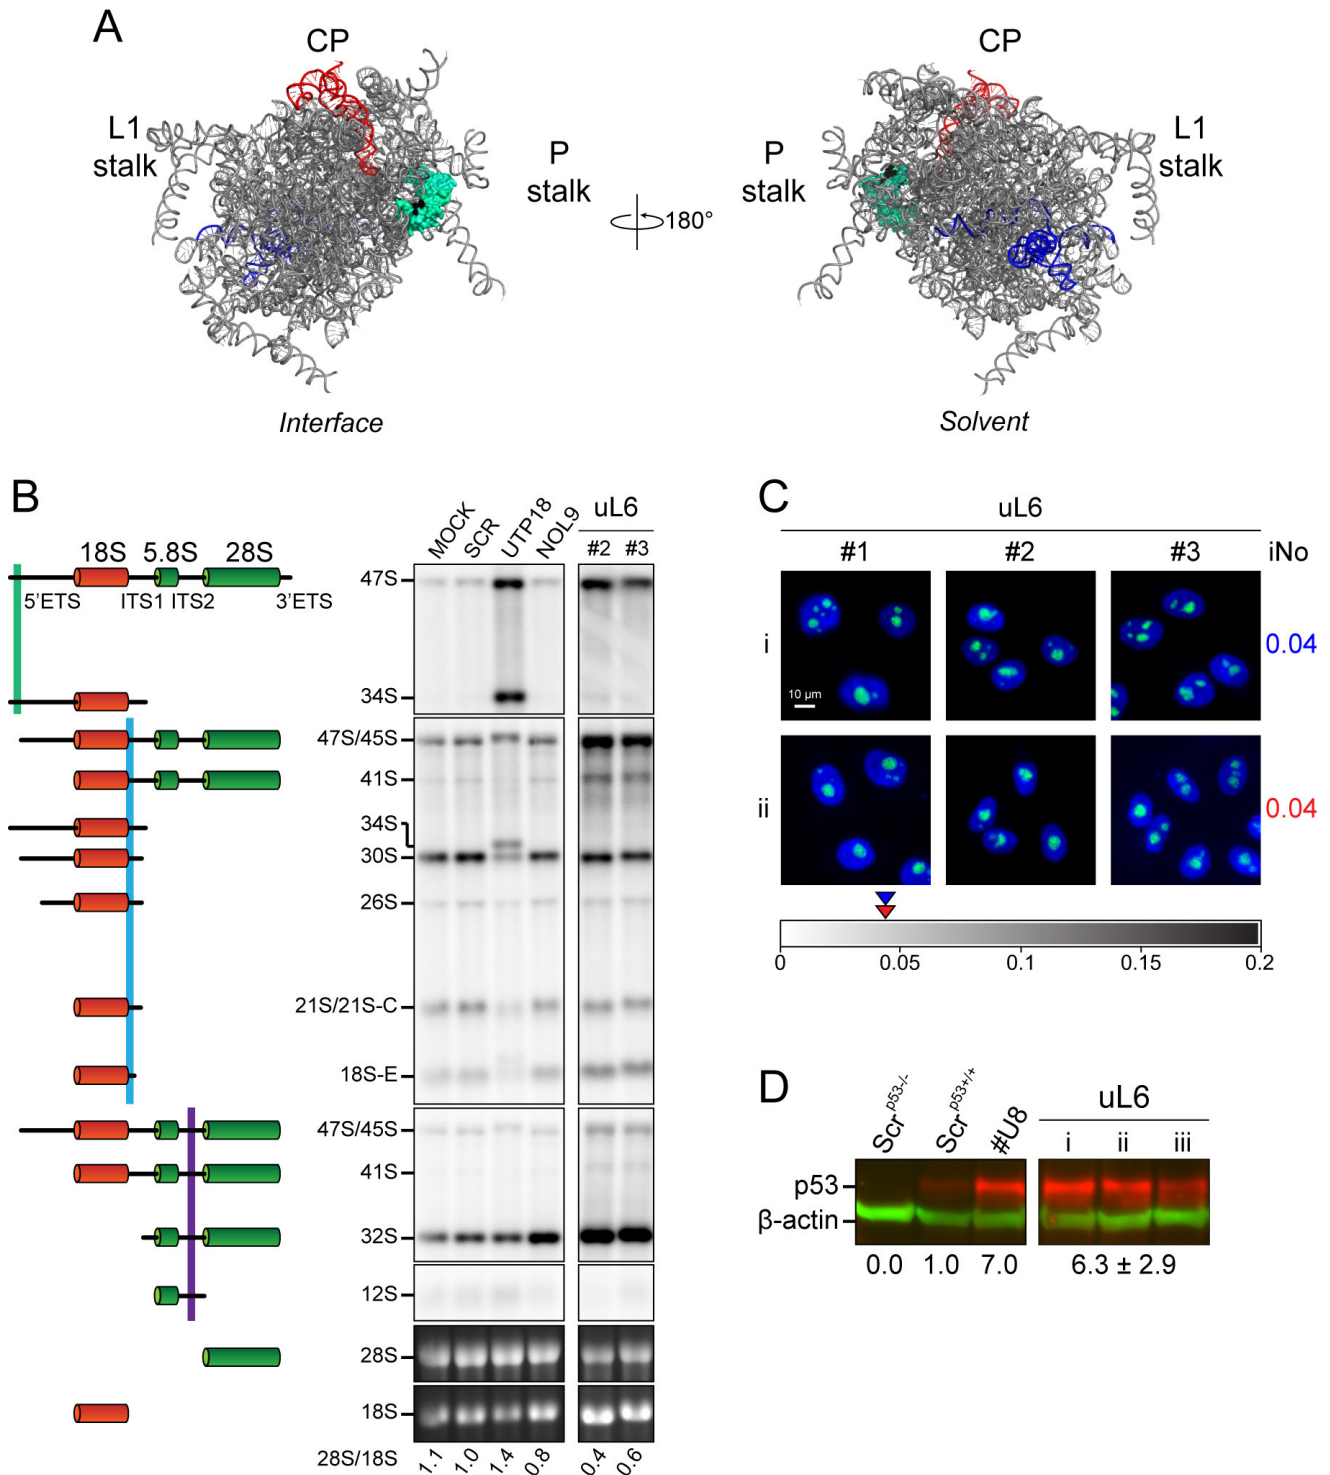 A
CP
L1
stalk
P
stalk
Interface
180°
CP
P
stalk
L1
stalk
Solvent
B
18S 5.8S 28S
5'ETS ITS1 ITS2 3'ETS
MOCK SCR UTP18 NOL9
uL6
#2 #3
47S
34S
47S/45S
41S
34S
30S
26S
21S/21S-C
18S-E
47S/45S
41S
32S
12S
28S
18S
28S/18S 1.1 1.0 1.4 0.8 0.4 0.6
C
uL6
#1 #2 #3 iNo
i 0.04
10 µm
ii 0.04
0 0.05 0.1 0.15 0.2
D
Scr p53-/- Scr p53+/+ #U8
uL6
i ii iii
p53
β-actin
0.0 1.0 7.0 6.3 ± 2.9